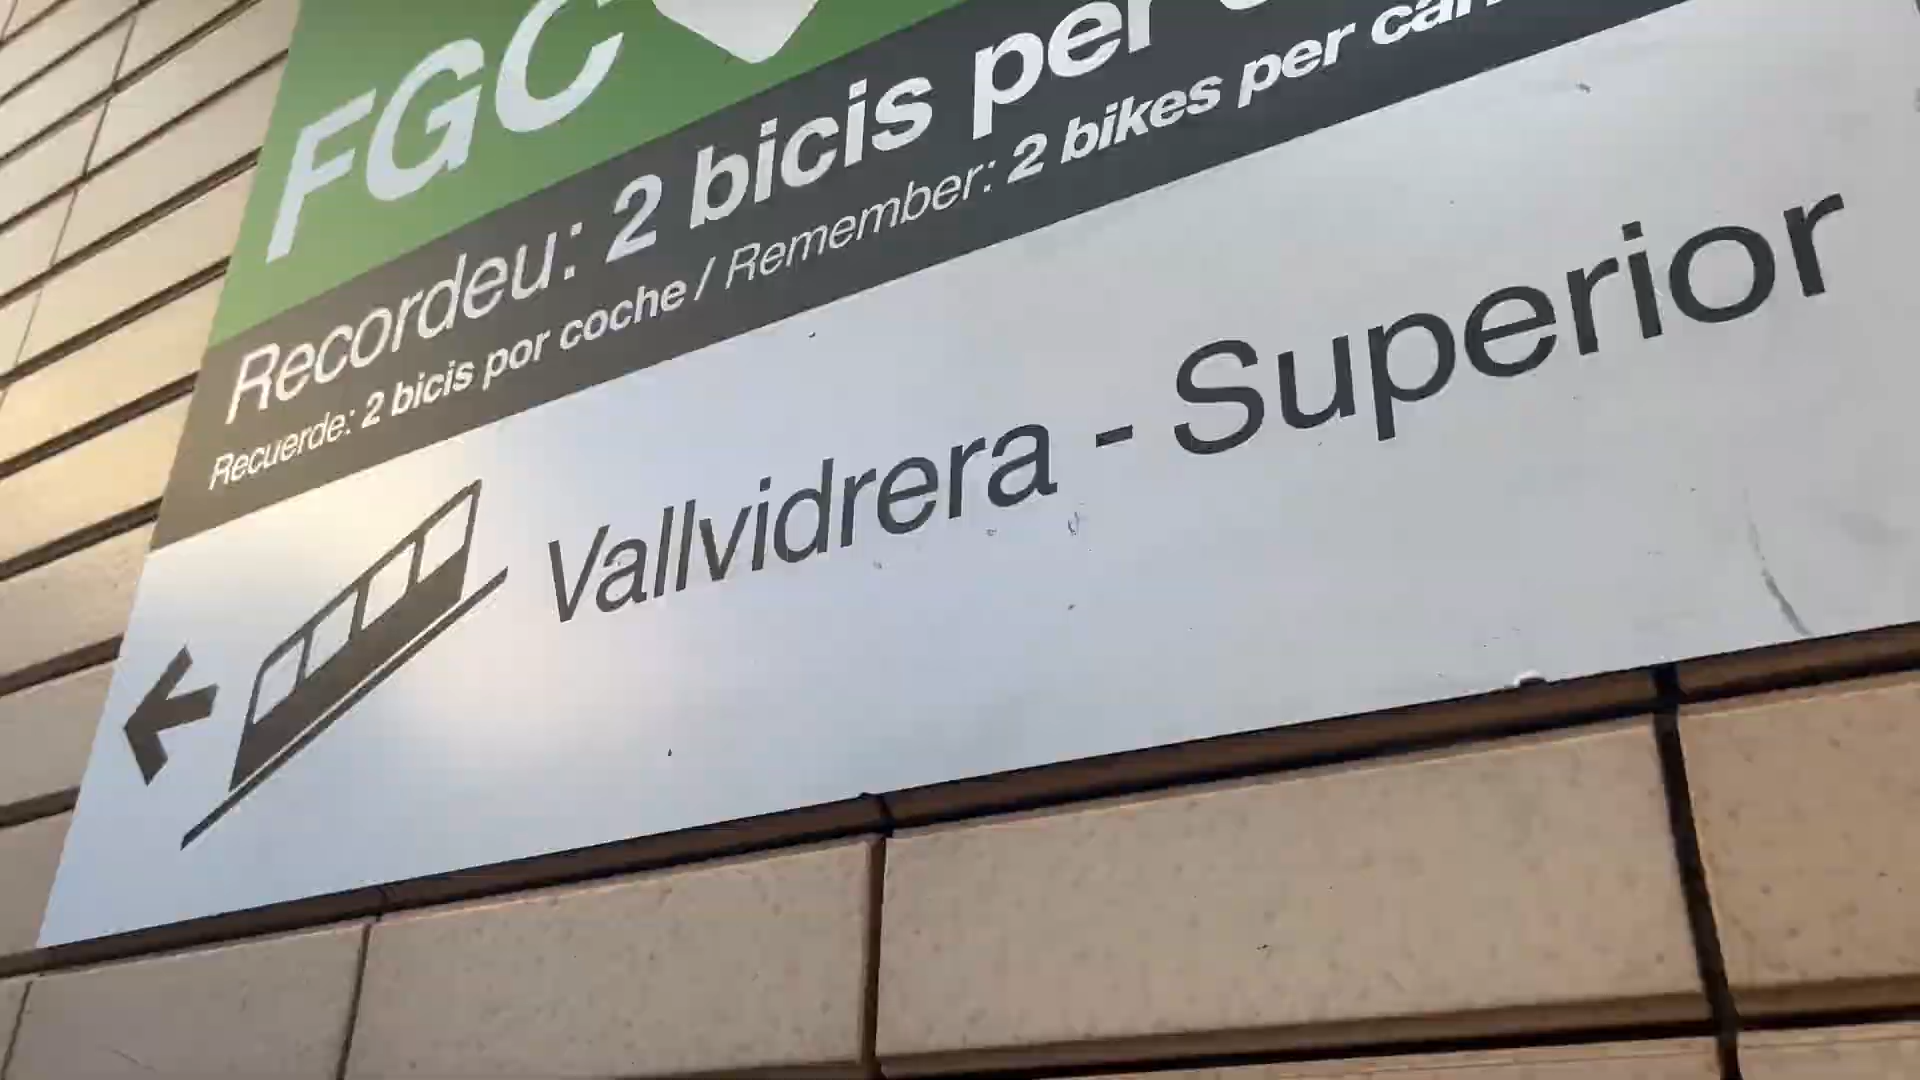 FGC
Recordeu: 2 bicis per
Recuerde: 2 bicis por coche / Remember: 2 bikes per
Vallvidrera - Superior